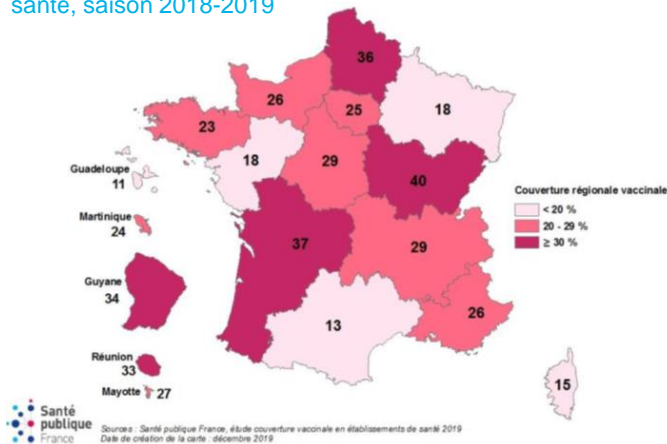 santé, saison 2018-2019
36
26
25
18
23
18
29
40
Guadeloupe
11
Martinique
24
37
29
Guyane
34
13
26
Réunion
33
15
Mayotte 27
Couverture régionale vaccinale
< 20 %
20 - 29 %
≥ 30 %
Santé
publique
France
Sources : Santé publique France, étude couverture vaccinale en établissements de santé 2019
Date de création de la carte : décembre 2019